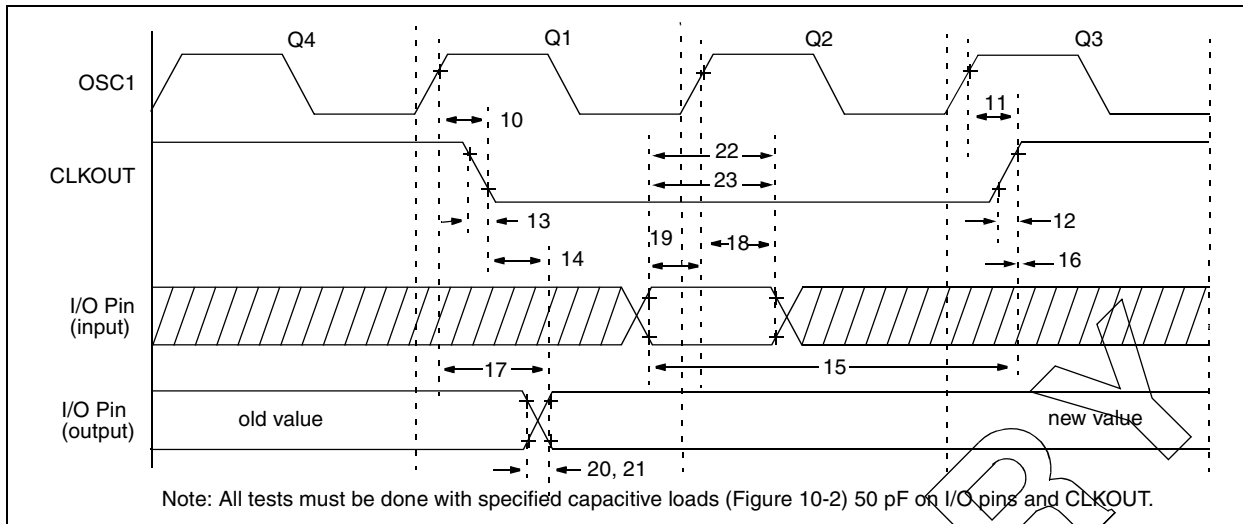 Q4 Q1 Q2 Q3
OSC1
10
11
CLKOUT
22
23
13
12
19
18
14
16
I/O Pin
(input)
17
15
I/O Pin
(output)
old value
new value
20, 21
Note: All tests must be done with specified capacitive loads (Figure 10-2) 50 pF on I/O pins and CLKOUT.
R Y